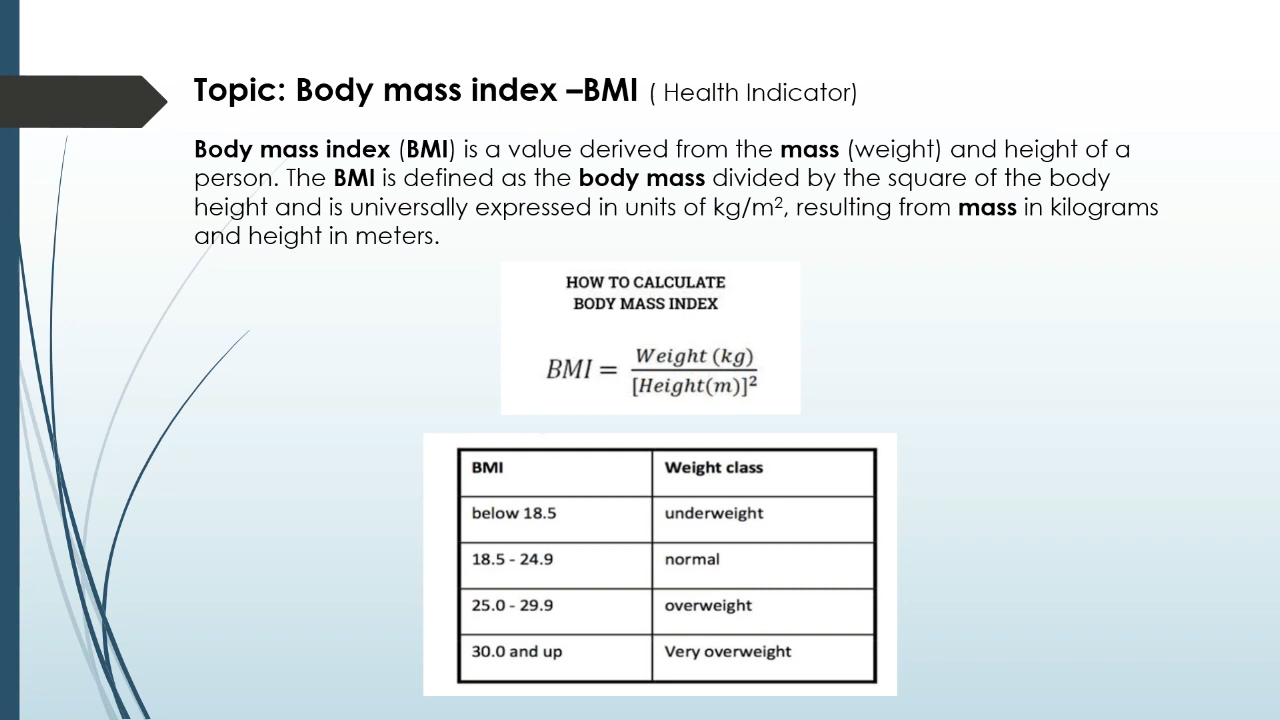 Topic: Body mass index –BMI ( Health Indicator)
Body mass index (BMI) is a value derived from the mass (weight) and height of a
person. The BMI is defined as the body mass divided by the square of the body
height and is universally expressed in units of kg/m², resulting from mass in kilograms
and height in meters.
HOW TO CALCULATE
BODY MASS INDEX
BMI = Weight (kg) / [Height(m)]²
BMI Weight class
below 18.5 underweight
18.5 - 24.9 normal
25.0 - 29.9 overweight
30.0 and up Very overweight